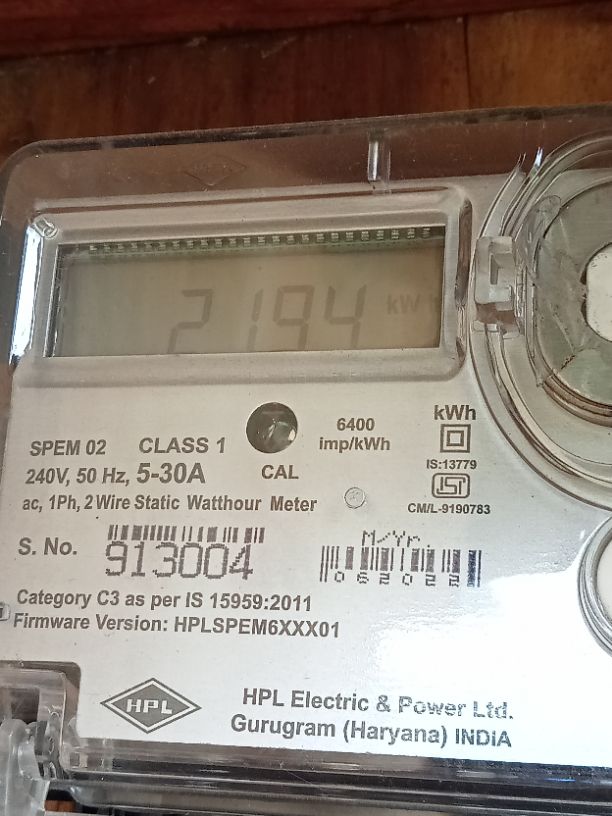 2194 kWh
6400
imp/kWh
kWh
SPEM 02 CLASS 1
240V, 50 Hz, 5-30A
CAL
IS:13779
ISI
CM/L-9190783
ac, 1Ph, 2 Wire Static Watthour Meter
S. No. 913004
M/Yr.
062022
Category C3 as per IS 15959:2011
Firmware Version: HPLSPEM6XXX01
HPL
HPL Electric & Power Ltd.
Gurugram (Haryana) INDIA